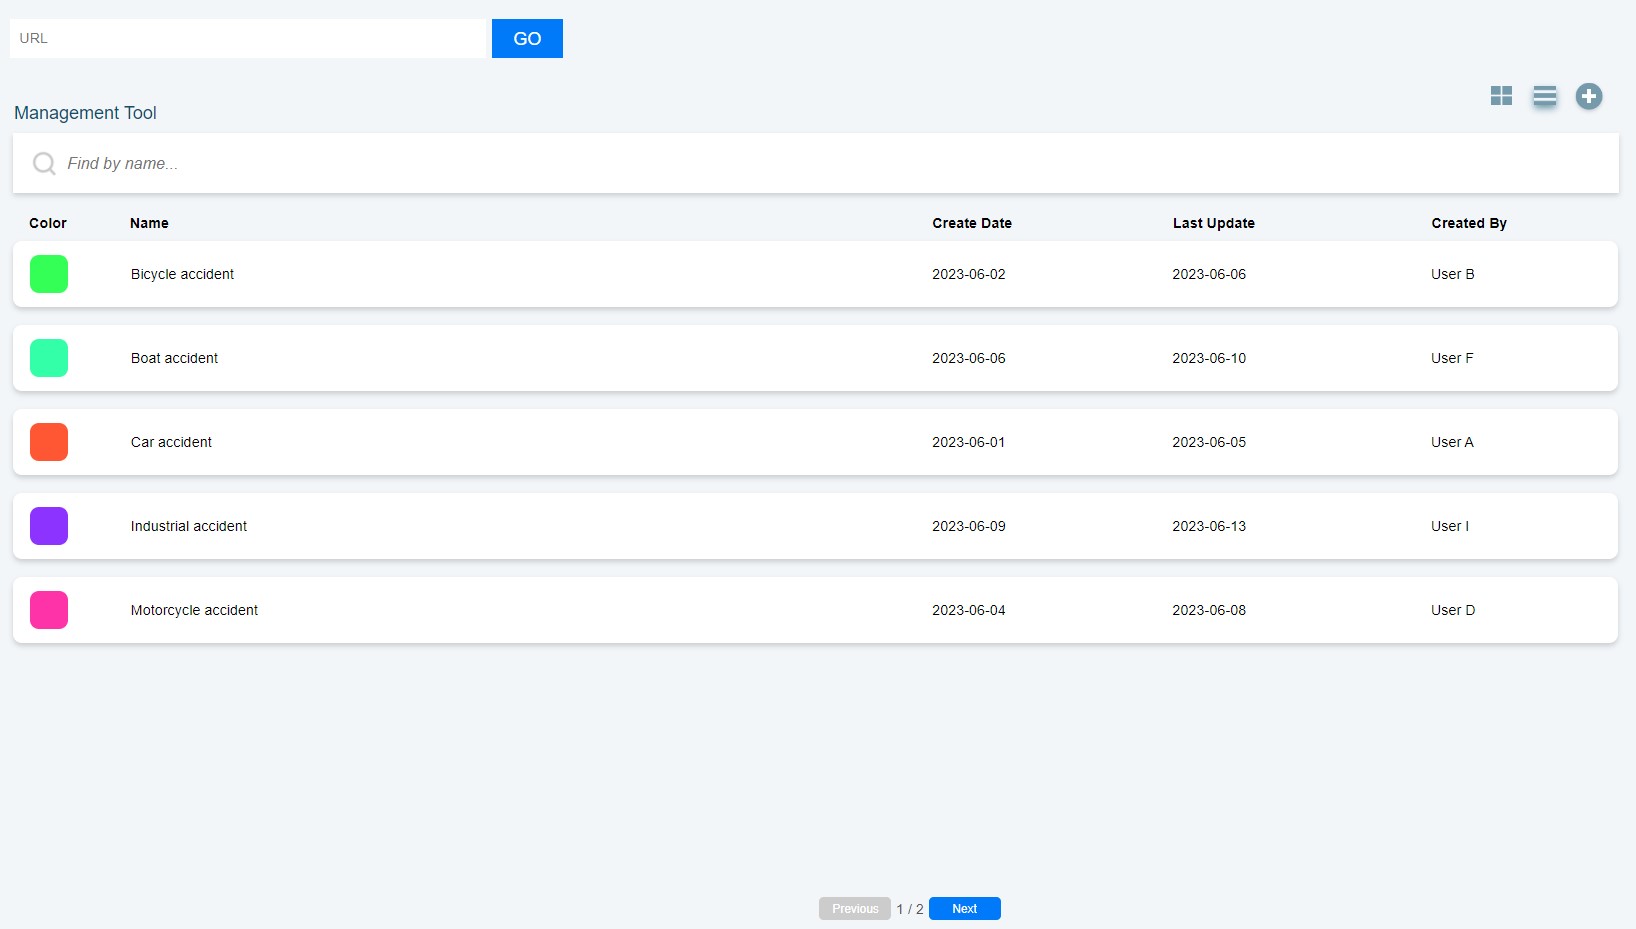 URL GO
Management Tool
Find by name...
Color Name Create Date Last Update Created By
Bicycle accident 2023-06-02 2023-06-06 User B
Boat accident 2023-06-06 2023-06-10 User F
Car accident 2023-06-01 2023-06-05 User A
Industrial accident 2023-06-09 2023-06-13 User I
Motorcycle accident 2023-06-04 2023-06-08 User D
Previous 1 / 2 Next